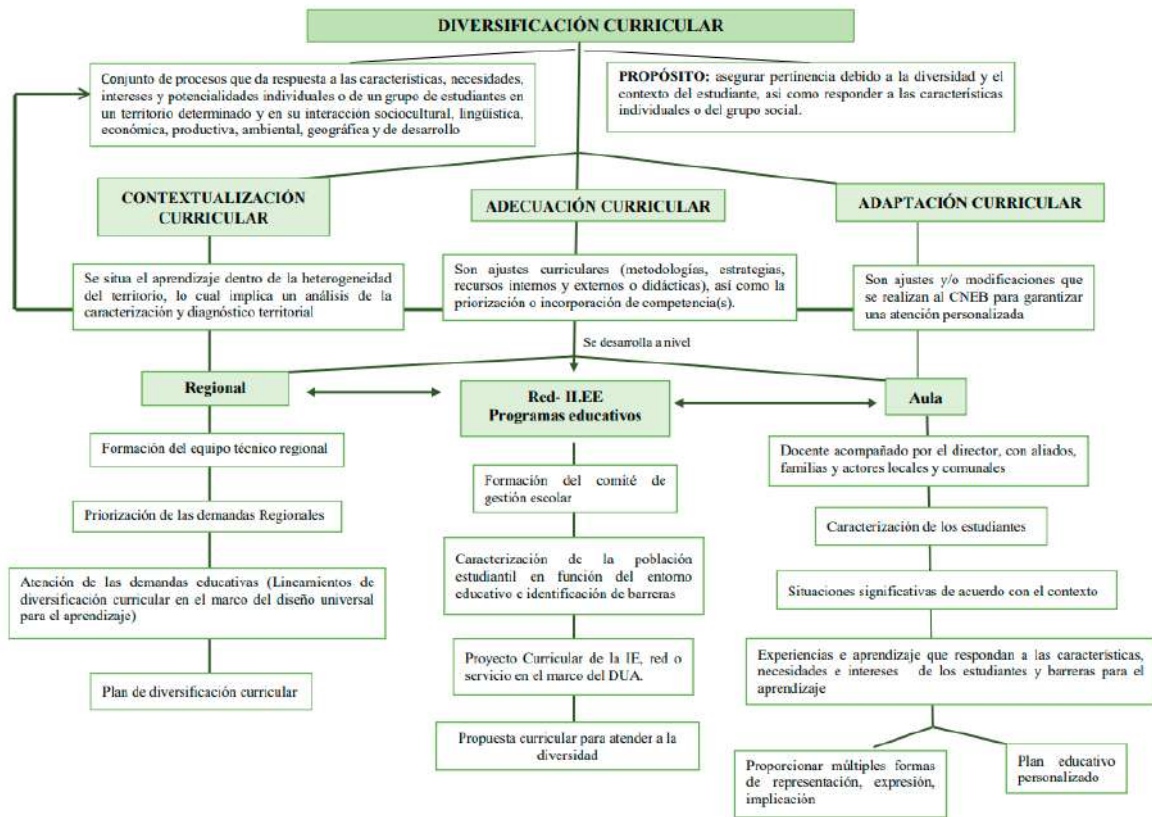 DIVERSIFICACIÓN CURRICULAR
Conjunto de procesos que da respuesta a las características, necesidades,
intereses y potencialidades individuales o de un grupo de estudiantes en
un territorio determinado y en su interacción sociocultural, lingüística,
económica, productiva, ambiental, geográfica y de desarrollo
PROPÓSITO: asegurar pertinencia debido a la diversidad y el
contexto del estudiante, así como responder a las características
individuales o del grupo social.
CONTEXTUALIZACIÓN
CURRICULAR
ADECUACIÓN CURRICULAR
ADAPTACIÓN CURRICULAR
Se situa el aprendizaje dentro de la heterogeneidad
del territorio, lo cual implica un análisis de la
caracterización y diagnóstico territorial
Son ajustes curriculares (metodologías, estrategias,
recursos internos y externos o didácticas), así como la
priorización o incorporación de competencia(s).
Son ajustes y/o modificaciones que
se realizan al CNEB para garantizar
una atención personalizada
Se desarrolla a nivel
Regional
Red- II.EE
Programas educativos
Aula
Formación del equipo técnico regional
Priorización de las demandas Regionales
Atención de las demandas educativas (Lineamientos de
diversificación curricular en el marco del diseño universal
para el aprendizaje)
Plan de diversificación curricular
Formación del comité de
gestión escolar
Caracterización de la población
estudiantil en función del entorno
educativo e identificación de barreras
Proyecto Curricular de la IE, red o
servicio en el marco del DUA.
Propuesta curricular para atender a la
diversidad
Docente acompañado por el director, con aliados,
familias y actores locales y comunales
Caracterización de los estudiantes
Situaciones significativas de acuerdo con el contexto
Experiencias e aprendizaje que respondan a las características,
necesidades e intereses de los estudiantes y barreras para el
aprendizaje
Proporcionar múltiples formas
de representación, expresión,
implicación
Plan educativo
personalizado